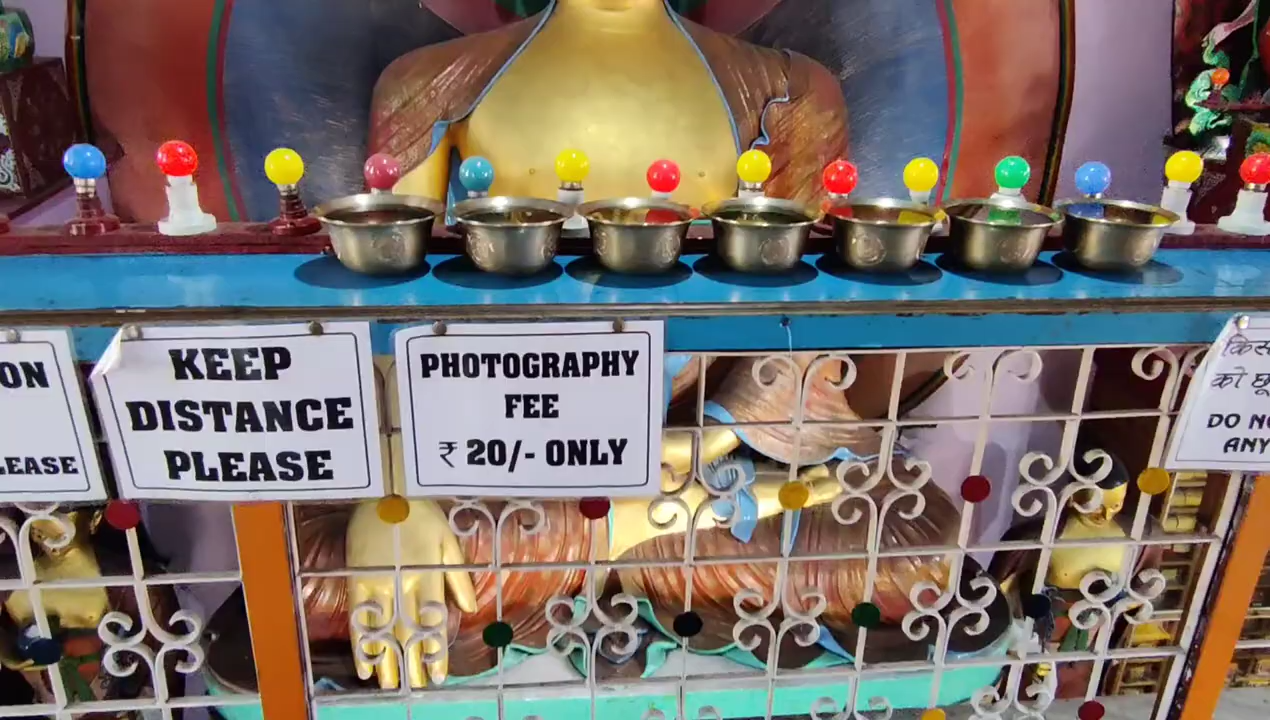 ON
LEASE
KEEP
DISTANCE
PLEASE
PHOTOGRAPHY
FEE
₹ 20/- ONLY
को
DO
ANY